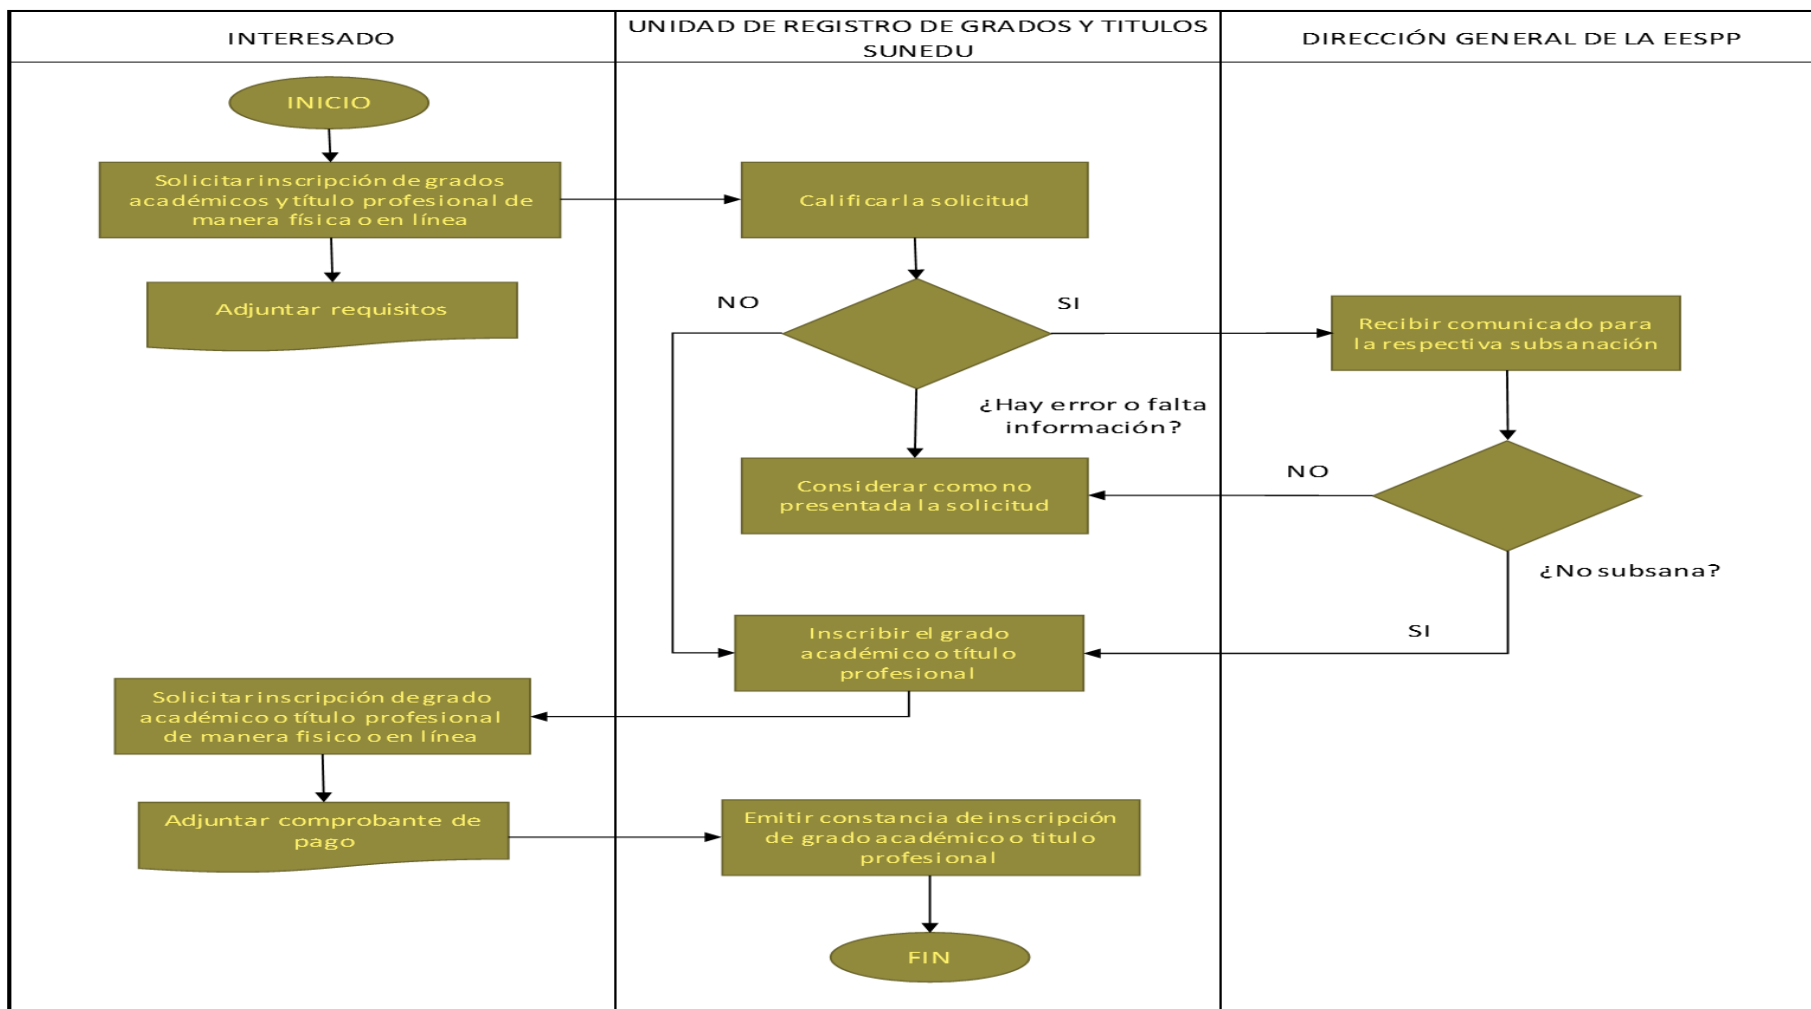 INTERESADO
UNIDAD DE REGISTRO DE GRADOS Y TITULOS
SUNEDU
DIRECCIÓN GENERAL DE LA EESPP
INICIO
Solicitar inscripción de grados
académicos y título profesional de
manera física o en línea
Calificar la solicitud
Adjuntar requisitos
NO
SI
Recibir comunicado para
la respectiva subsanación
¿Hay error o falta
información?
Considerar como no
presentada la solicitud
NO
¿No subsana?
SI
Inscribir el grado
académico o título
profesional
Solicitar inscripción de grado
académico o título profesional
de manera fisico o en línea
Adjuntar comprobante de
pago
Emitir constancia de inscripción
de grado académico o titulo
profesional
FIN